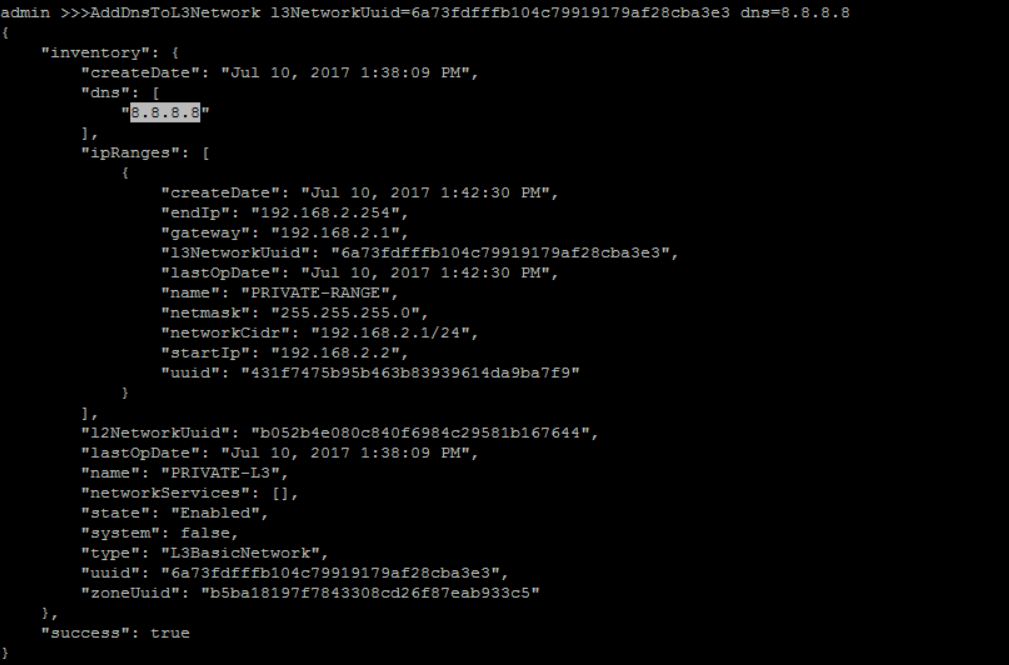 admin >>>AddDnsToL3Network l3NetworkUuid=6a73fdfffb104c79919179af28cba3e3 dns=8.8.8.8
{
    "inventory": {
        "createDate": "Jul 10, 2017 1:38:09 PM",
        "dns": [
            "8.8.8.8"
        ],
        "ipRanges": [
            {
                "createDate": "Jul 10, 2017 1:42:30 PM",
                "endIp": "192.168.2.254",
                "gateway": "192.168.2.1",
                "l3NetworkUuid": "6a73fdfffb104c79919179af28cba3e3",
                "lastOpDate": "Jul 10, 2017 1:42:30 PM",
                "name": "PRIVATE-RANGE",
                "netmask": "255.255.255.0",
                "networkCidr": "192.168.2.1/24",
                "startIp": "192.168.2.2",
                "uuid": "431f7475b95b463b83939614da9ba7f9"
            }
        ],
        "l2NetworkUuid": "b052b4e080c840f6984c29581b167644",
        "lastOpDate": "Jul 10, 2017 1:38:09 PM",
        "name": "PRIVATE-L3",
        "networkServices": [],
        "state": "Enabled",
        "system": false,
        "type": "L3BasicNetwork",
        "uuid": "6a73fdfffb104c79919179af28cba3e3",
        "zoneUuid": "b5ba18197f7843308cd26f87eab933c5"
    },
    "success": true
}